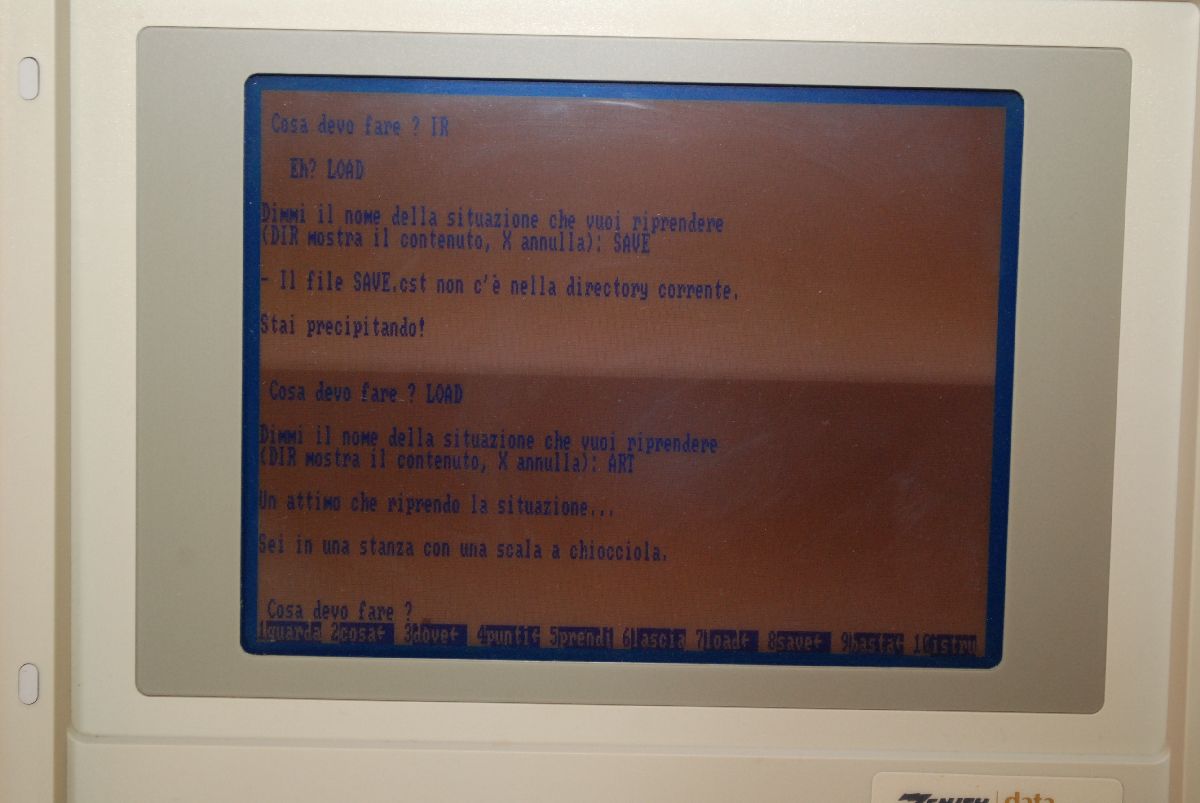 Cosa devo fare ? IR
Eh? LOAD
Dimmi il nome della situazione che vuoi riprendere
(DIR mostra il contenuto, X annulla): SAVE
- Il file SAVE.cst non c'è nella directory corrente.
Stai precipitando!
Cosa devo fare ? LOAD
Dimmi il nome della situazione che vuoi riprendere
(DIR mostra il contenuto, X annulla): ART
Un attimo che riprendo la situazione...
Sei in una stanza con una scala a chiocciola.
Cosa devo fare ? _
1guarda 2cosa← 3dove← 4punti← 5prendi 6lascia 7load← 8save← 9basta← 10istru
ZENITH | data